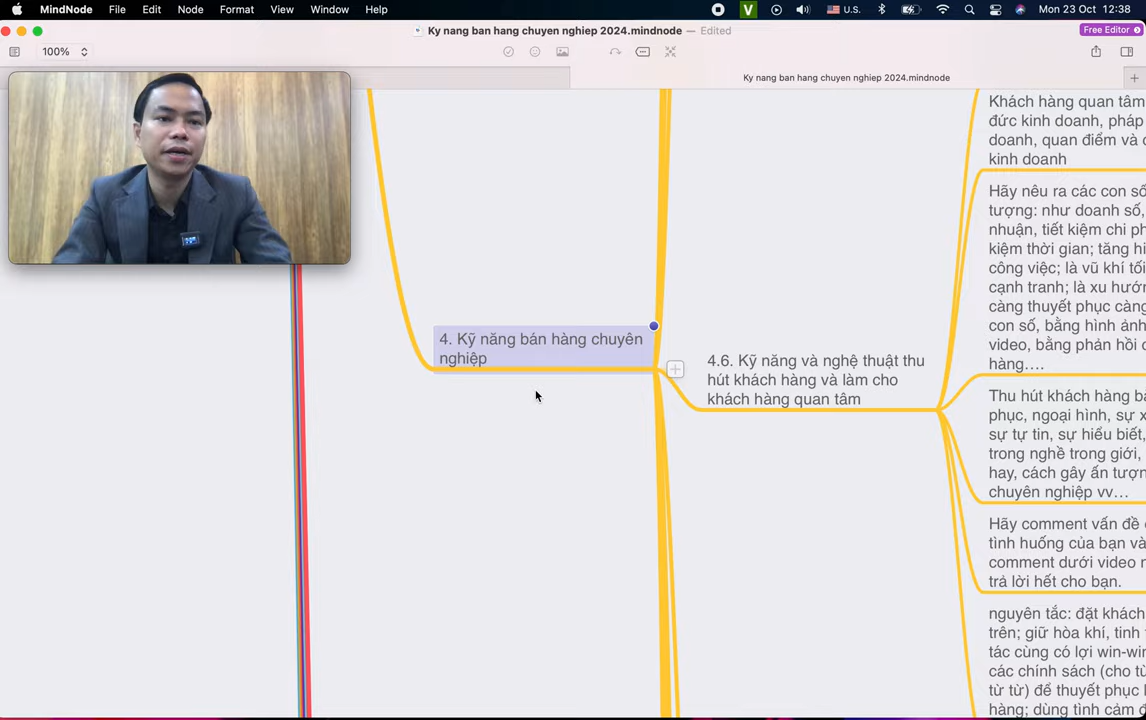 MindNode File Edit Node Format View Window Help
V
U.S.
Mon 23 Oct 12:38
Ky nang ban hang chuyen nghiep 2024.mindnode — Edited
Free Editor
100%
Ky nang ban hang chuyen nghiep 2024.mindnode
4. Kỹ năng bán hàng chuyên
nghiệp
4.6. Kỹ năng và nghệ thuật thu
hút khách hàng và làm cho
khách hàng quan tâm
Khách hàng quan tâm
đức kinh doanh, pháp
doanh, quan điểm và
kinh doanh
Hãy nêu ra các con số
tượng: như doanh số,
nhuận, tiết kiệm chi
kiệm thời gian; tăng
công việc; là vũ khí tối
cạnh tranh; là xu hướ
càng thuyết phục càng
con số, bằng hình ảnh
video, bằng phản hồi
hàng….
Thu hút khách hàng
phục, ngoại hình, sự
sự tự tin, sự hiểu biết,
trong nghề trong giới,
hay, cách gây ấn tượn
chuyên nghiệp vv…
Hãy comment vấn đề
tình huống của bạn và
comment dưới video
trả lời hết cho bạn.
nguyên tắc: đặt khách
trên; giữ hòa khí, tinh
tác cùng có lợi win-win
các chính sách (cho
từ từ) để thuyết phục
hàng; dùng tình cảm